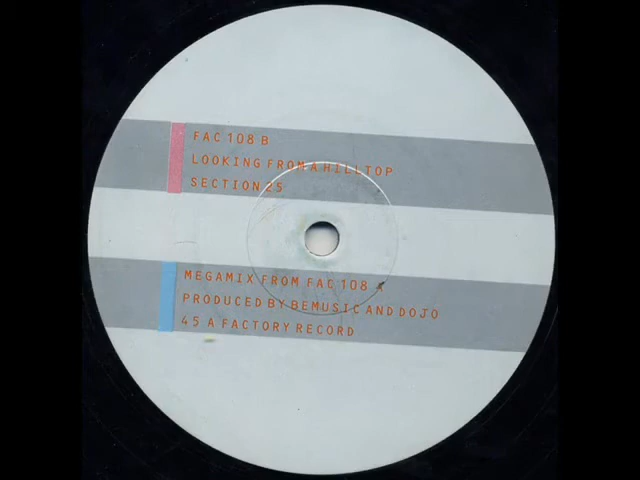 FAC 108 B
LOOKING FROM A HILLTOP
SECTION 25
MEGAMIX FROM FAC 108 A
PRODUCED BY BEMUSIC AND DOJO
45 A FACTORY RECORD